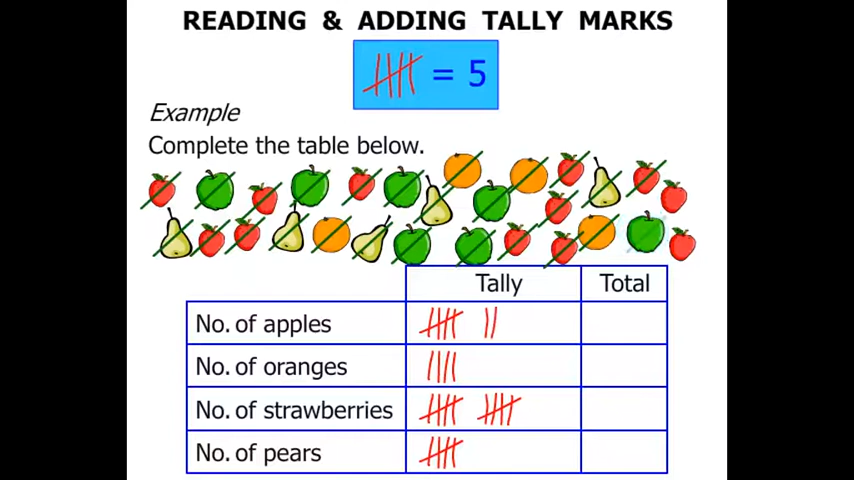 READING & ADDING TALLY MARKS
= 5
Example
Complete the table below.
Tally Total
No. of apples
No. of oranges
No. of strawberries
No. of pears